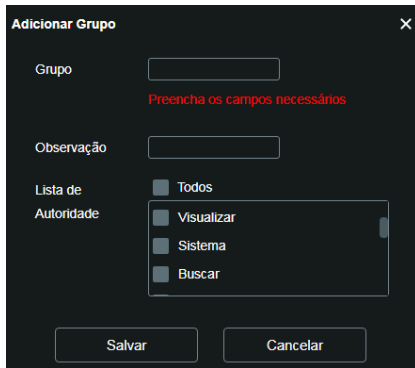 Adicionar Grupo
Grupo
Preencha os campos necessários
Observação
Lista de
Autoridade
Todos
Visualizar
Sistema
Buscar
Salvar
Cancelar